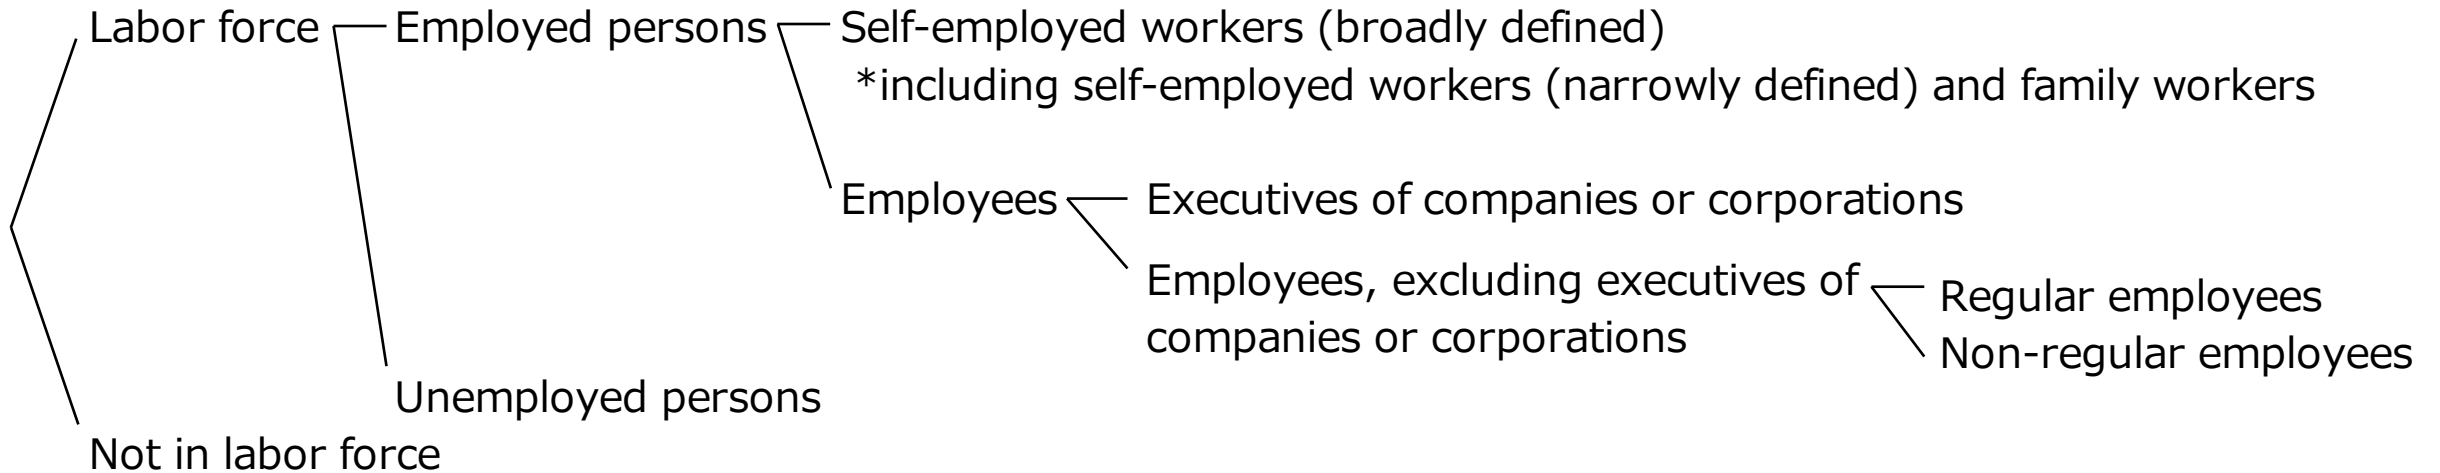 Labor force
Employed persons
Self-employed workers (broadly defined)
*including self-employed workers (narrowly defined) and family workers
Employees
Executives of companies or corporations
Employees, excluding executives of
companies or corporations
Regular employees
Non-regular employees
Unemployed persons
Not in labor force